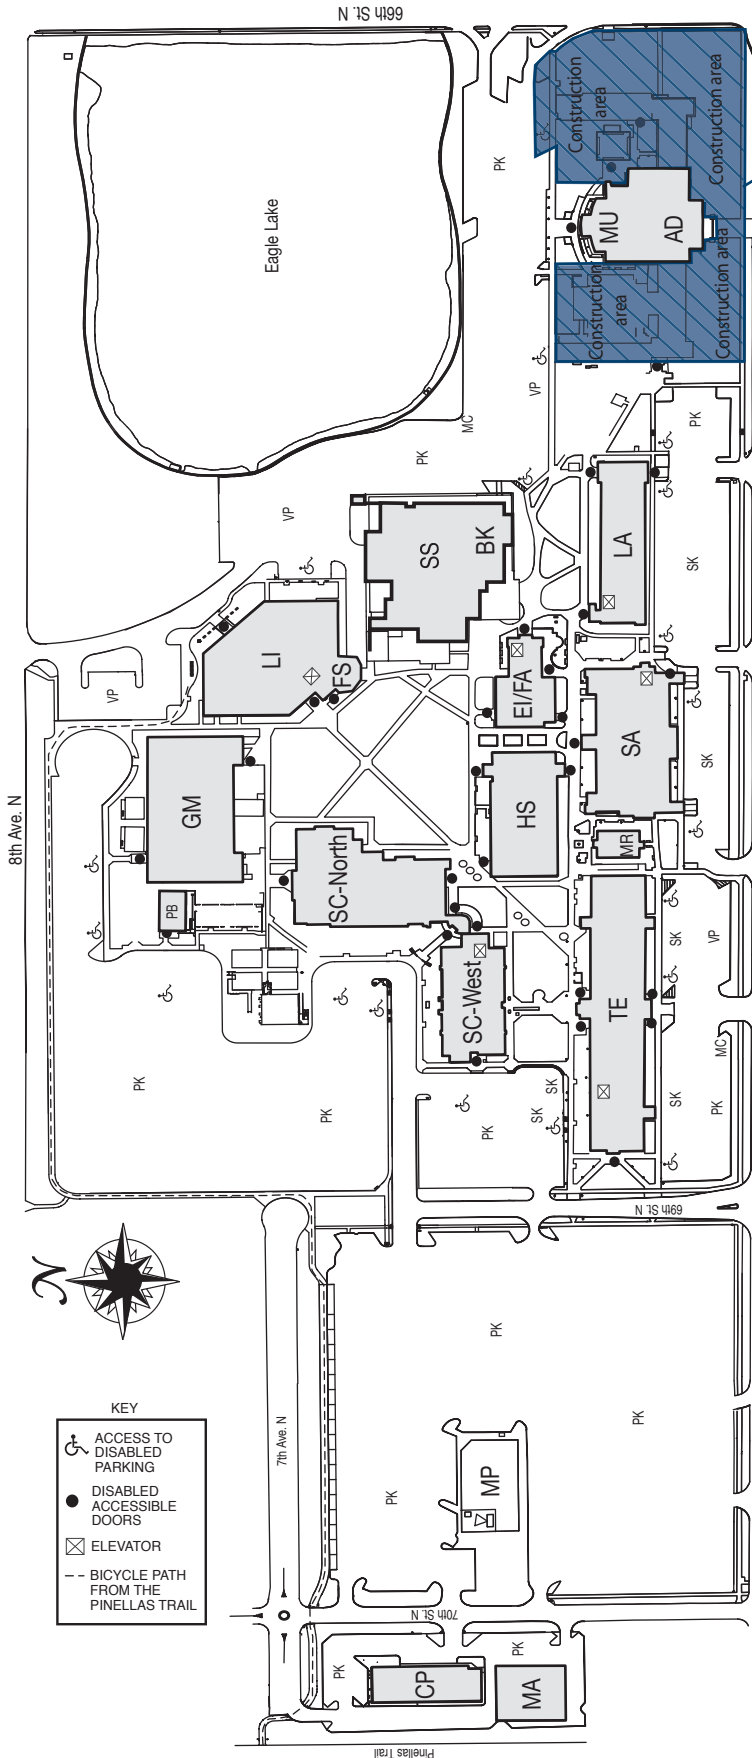 66th St. N
Eagle Lake
PK
Construction
area
Construction area
MU
AD
Construction
area
Construction area
VP
MC
PK
PK
VP
SS
BK
LA
SK
LI
FS
EI/FA
SA
SK
8th Ave. N
VP
GM
HS
MR
SC-North
PB
SK
VP
SC-West
TE
PK
PK
PK
SK
SK
SK
MC
PK
69th St. N
N
PK
PK
PK
7th Ave. N
MP
70th St. N
PK
PK
CP
MA
Pinellas Trail
KEY
ACCESS TO
DISABLED
PARKING
DISABLED
ACCESSIBLE
DOORS
ELEVATOR
BICYCLE PATH
FROM THE
PINELLAS TRAIL